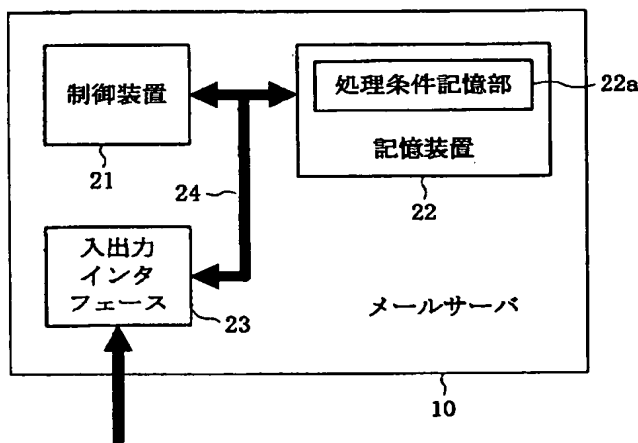 制御装置
21
処理条件記憶部
22a
記憶装置
22
24
入出力
インタ
フェース
23
メールサーバ
10